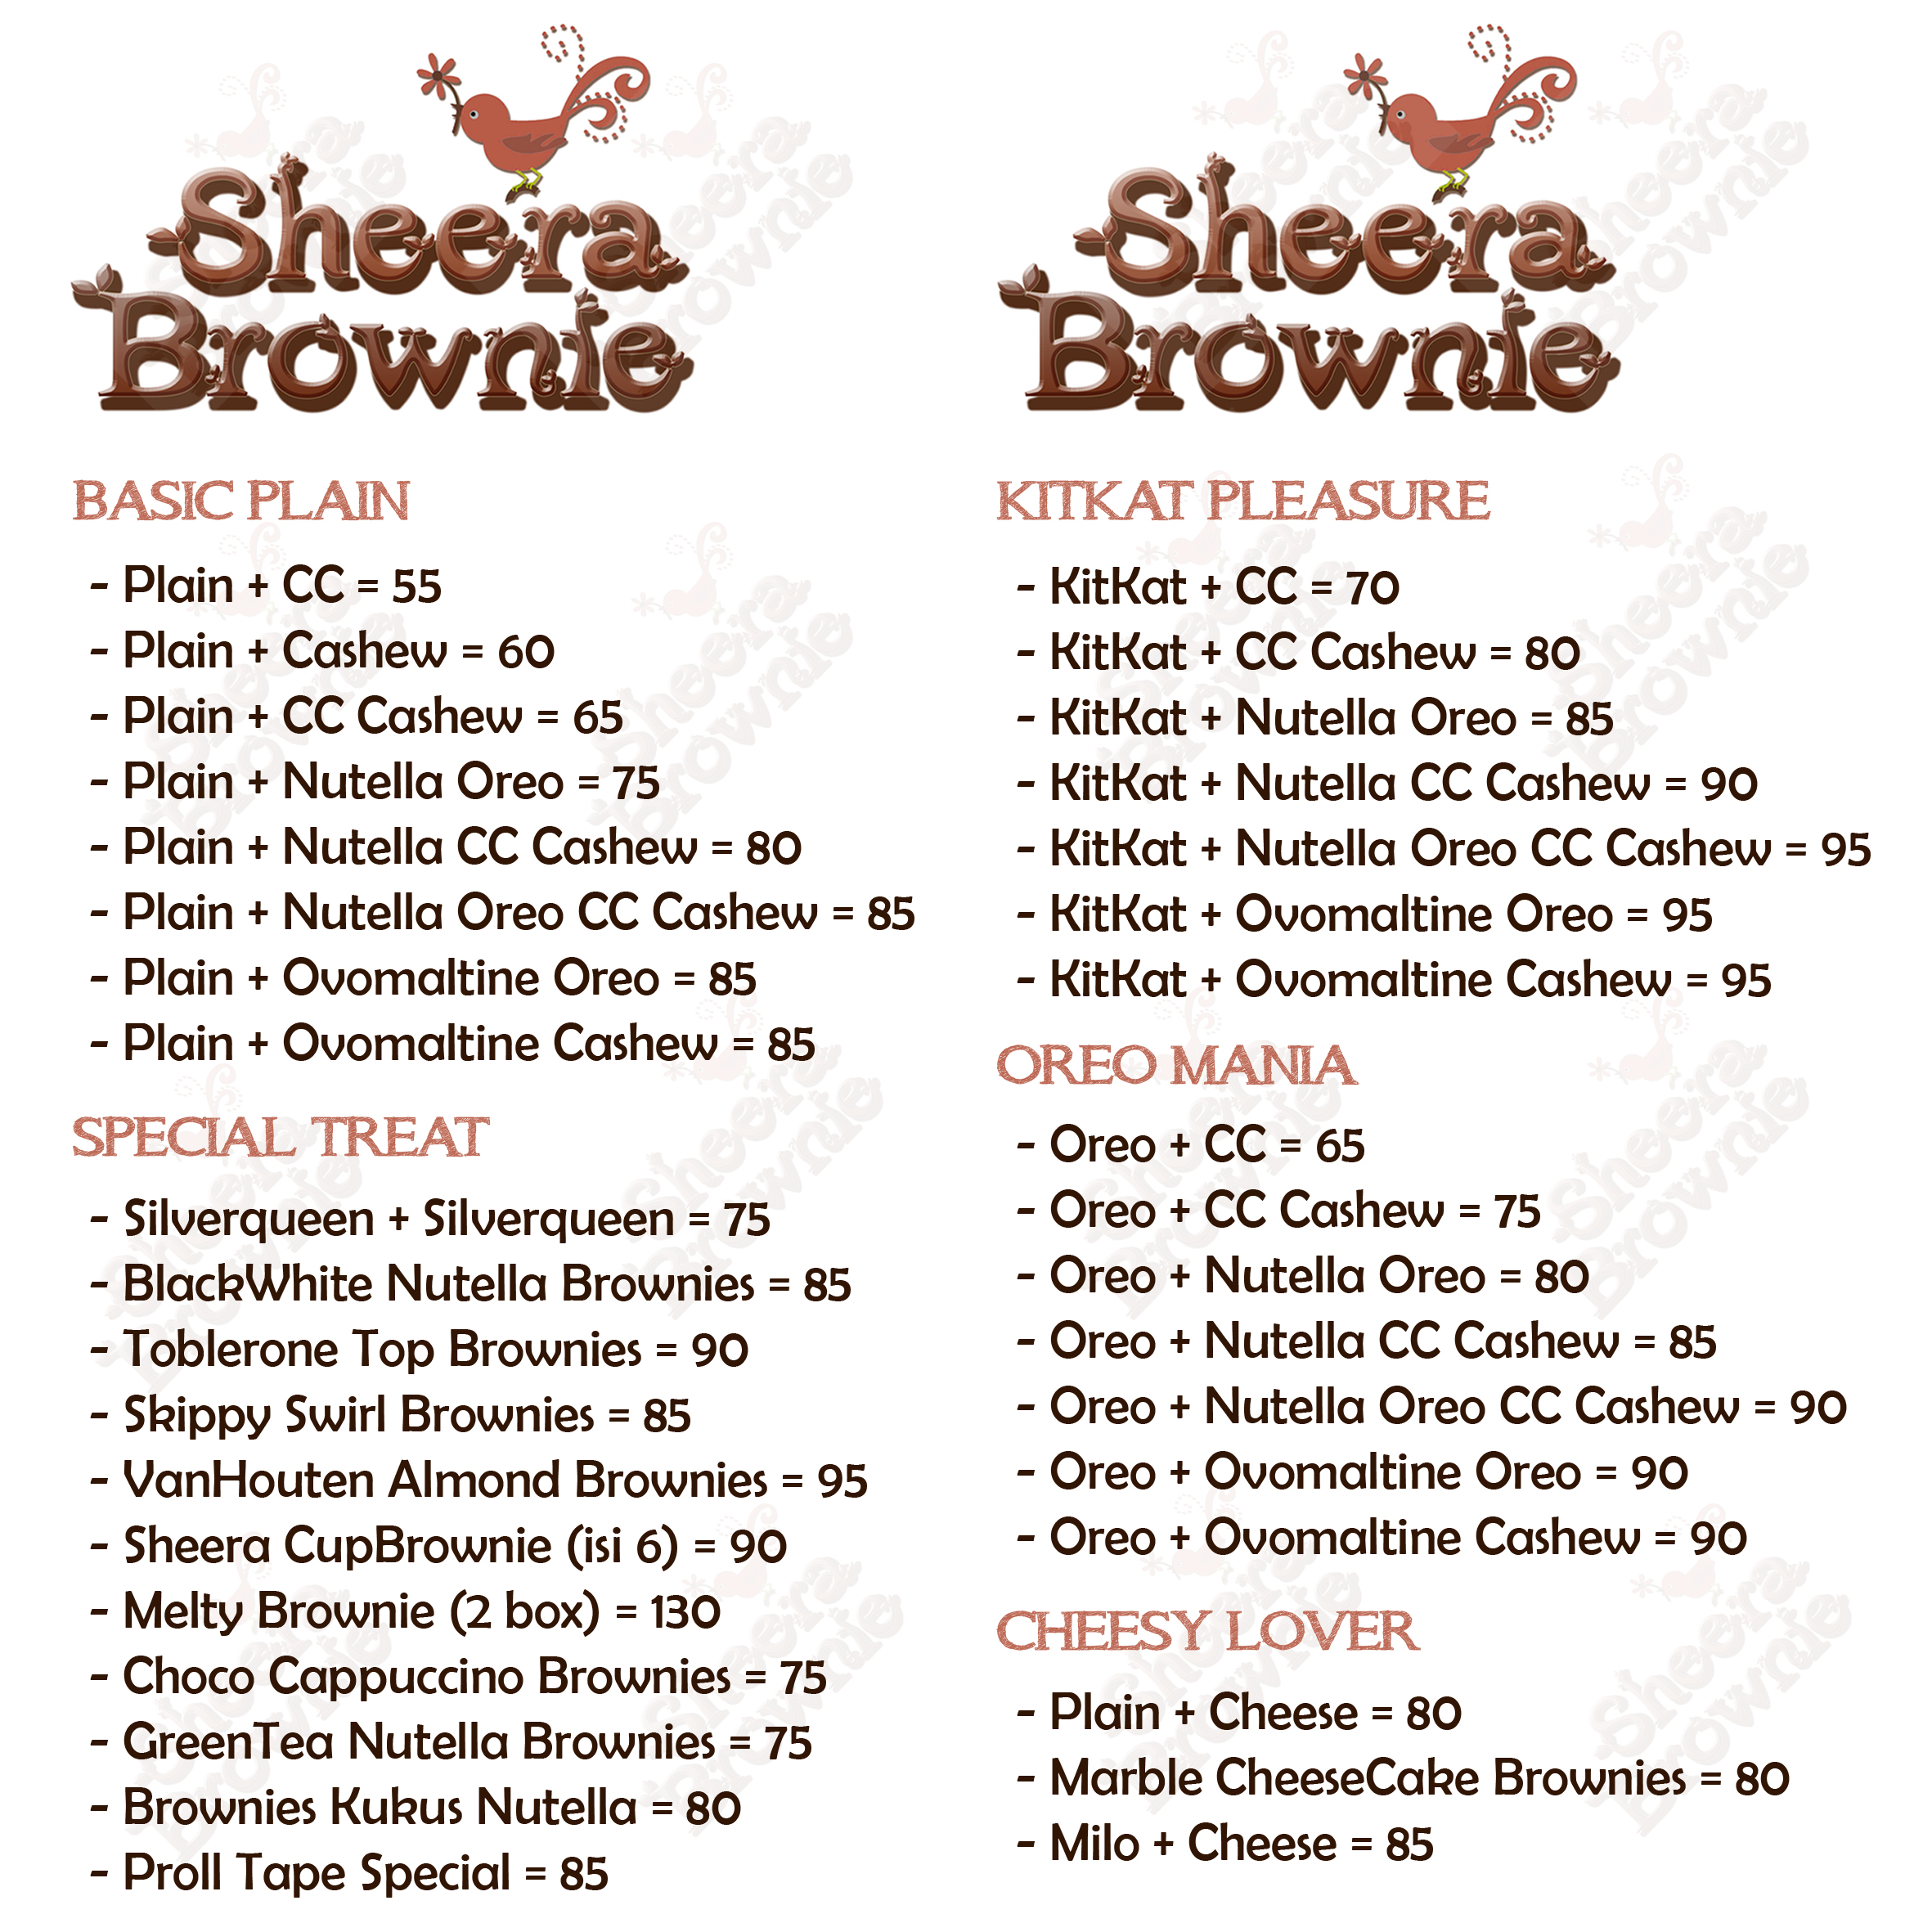 Sheera
Brownie
BASIC PLAIN
- Plain + CC = 55
- Plain + Cashew = 60
- Plain + CC Cashew = 65
- Plain + Nutella Oreo = 75
- Plain + Nutella CC Cashew = 80
- Plain + Nutella Oreo CC Cashew = 85
- Plain + Ovomaltine Oreo = 85
- Plain + Ovomaltine Cashew = 85
SPECIAL TREAT
- Silverqueen + Silverqueen = 75
- BlackWhite Nutella Brownies = 85
- Toblerone Top Brownies = 90
- Skippy Swirl Brownies = 85
- VanHouten Almond Brownies = 95
- Sheera CupBrownie (isi 6) = 90
- Melty Brownie (2 box) = 130
- Choco Cappuccino Brownies = 75
- GreenTea Nutella Brownies = 75
- Brownies Kukus Nutella = 80
- Proll Tape Special = 85
Sheera
Brownie
KITKAT PLEASURE
- KitKat + CC = 70
- KitKat + CC Cashew = 80
- KitKat + Nutella Oreo = 85
- KitKat + Nutella CC Cashew = 90
- KitKat + Nutella Oreo CC Cashew = 95
- KitKat + Ovomaltine Oreo = 95
- KitKat + Ovomaltine Cashew = 95
OREO MANIA
- Oreo + CC = 65
- Oreo + CC Cashew = 75
- Oreo + Nutella Oreo = 80
- Oreo + Nutella CC Cashew = 85
- Oreo + Nutella Oreo CC Cashew = 90
- Oreo + Ovomaltine Oreo = 90
- Oreo + Ovomaltine Cashew = 90
CHEESY LOVER
- Plain + Cheese = 80
- Marble CheeseCake Brownies = 80
- Milo + Cheese = 85